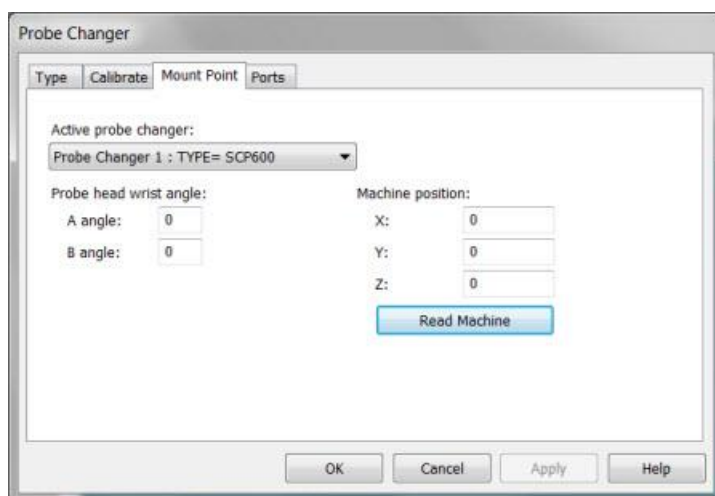 Probe Changer
Type Calibrate Mount Point Ports
Active probe changer:
Probe Changer 1 : TYPE= SCP600
Probe head wrist angle: Machine position:
A angle: 0 X: 0
B angle: 0 Y: 0
Z: 0
Read Machine
OK Cancel Apply Help